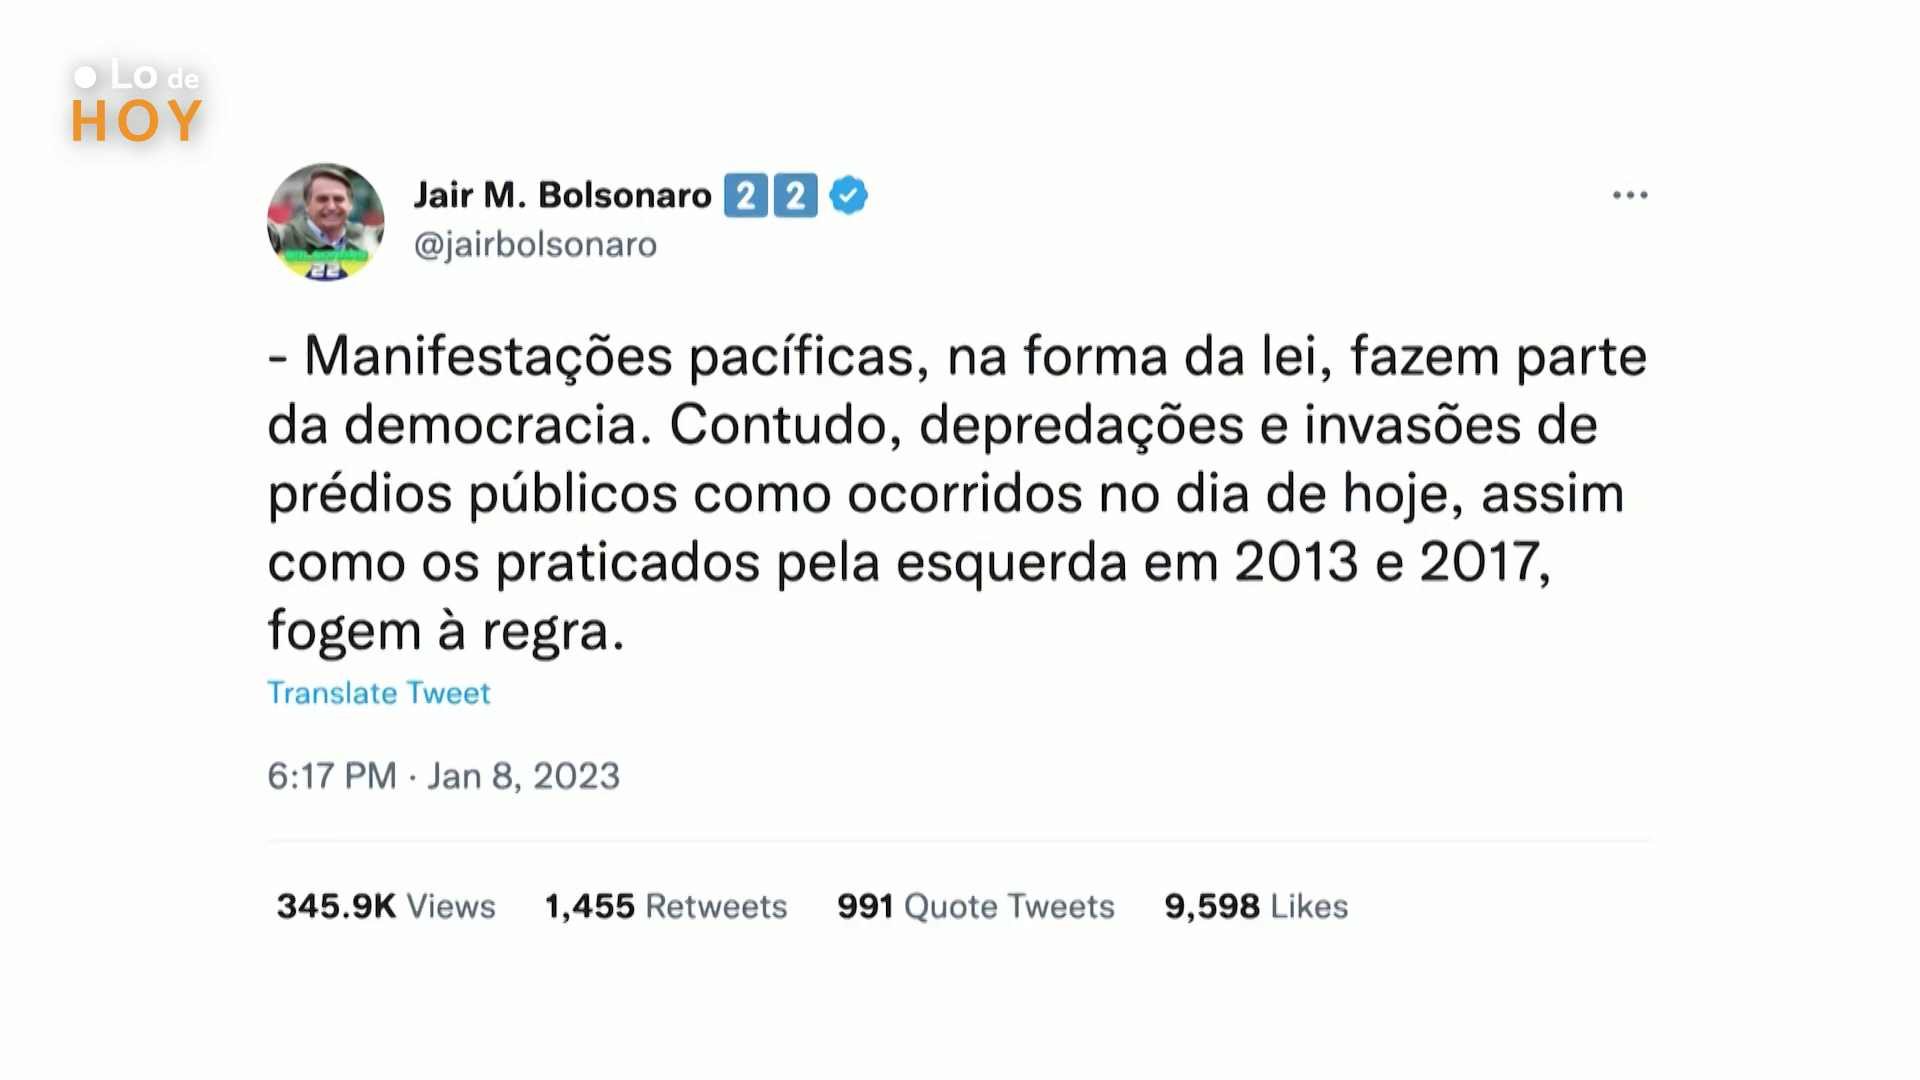 Lo de
HOY
Jair M. Bolsonaro 2 2
@jairbolsonaro
- Manifestações pacíficas, na forma da lei, fazem parte
da democracia. Contudo, depredações e invasões de
prédios públicos como ocorridos no dia de hoje, assim
como os praticados pela esquerda em 2013 e 2017,
fogem à regra.
Translate Tweet
6:17 PM · Jan 8, 2023
345.9K Views 1,455 Retweets 991 Quote Tweets 9,598 Likes
22